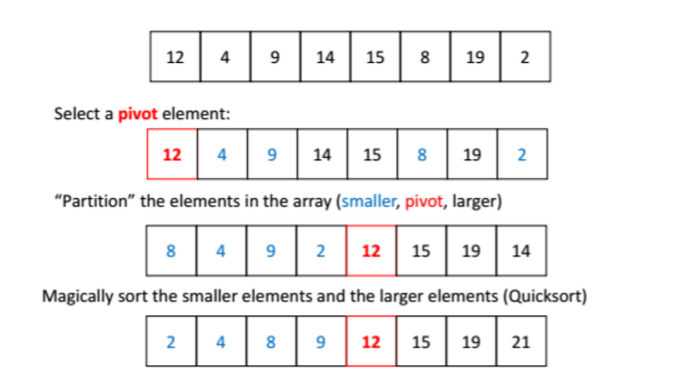 12 4 9 14 15 8 19 2
Select a pivot element:
12 4 9 14 15 8 19 2
“Partition” the elements in the array (smaller, pivot, larger)
8 4 9 2 12 15 19 14
Magically sort the smaller elements and the larger elements (Quicksort)
2 4 8 9 12 15 19 21